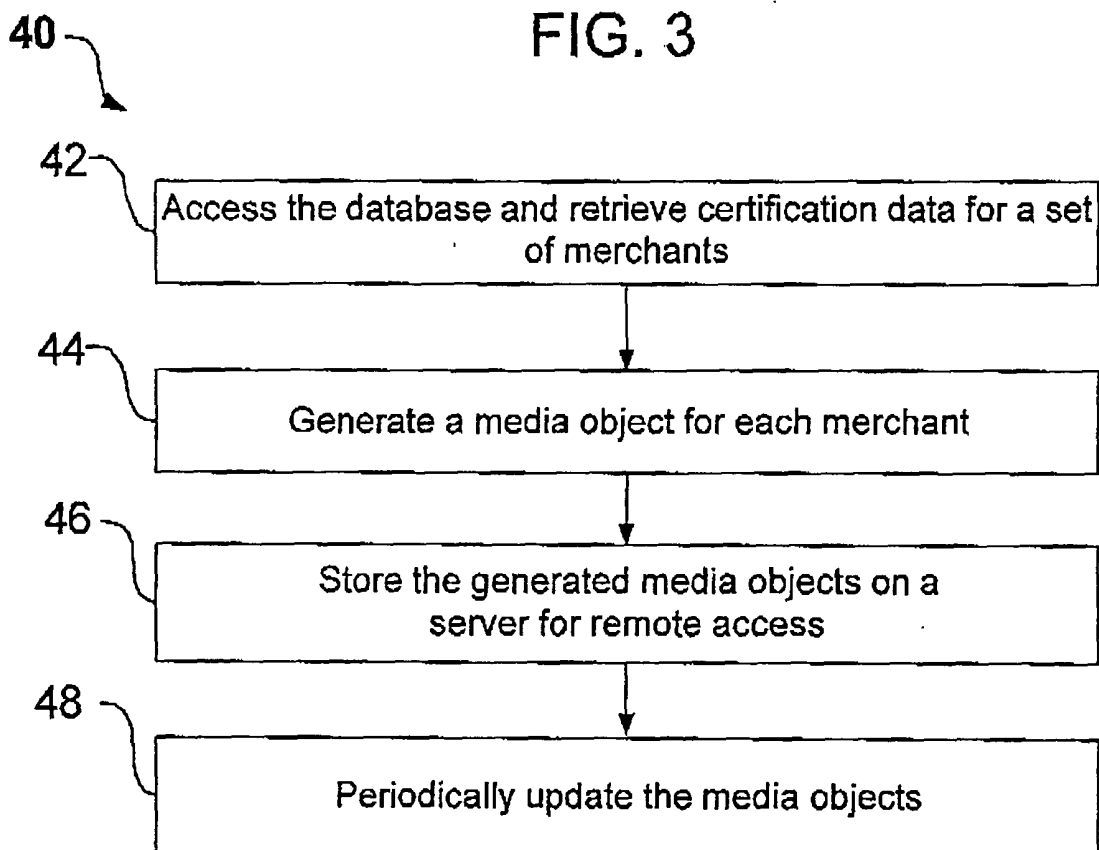 FIG. 3
40
42
Access the database and retrieve certification data for a set
of merchants
44
Generate a media object for each merchant
46
Store the generated media objects on a
server for remote access
48
Periodically update the media objects